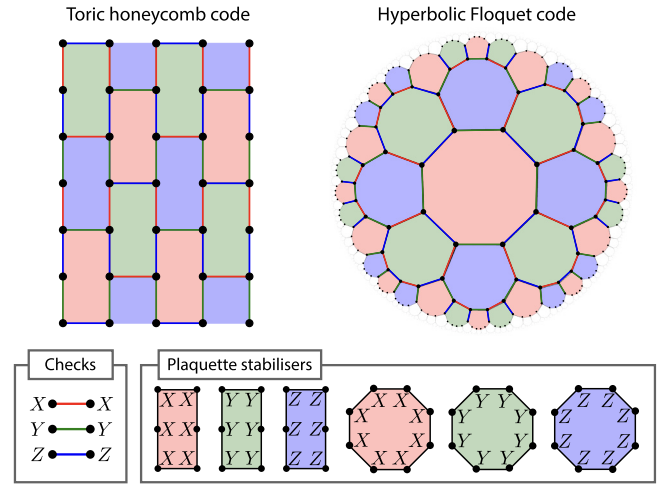 Toric honeycomb code
Hyperbolic Floquet code
Checks
X X
Y Y
Z Z
Plaquette stabilisers
X X
X X
X X
Y Y
Y Y
Y Y
Z Z
Z Z
Z Z
X X
X X
X X
X X
Y Y
Y Y
Y Y
Y Y
Z Z
Z Z
Z Z
Z Z